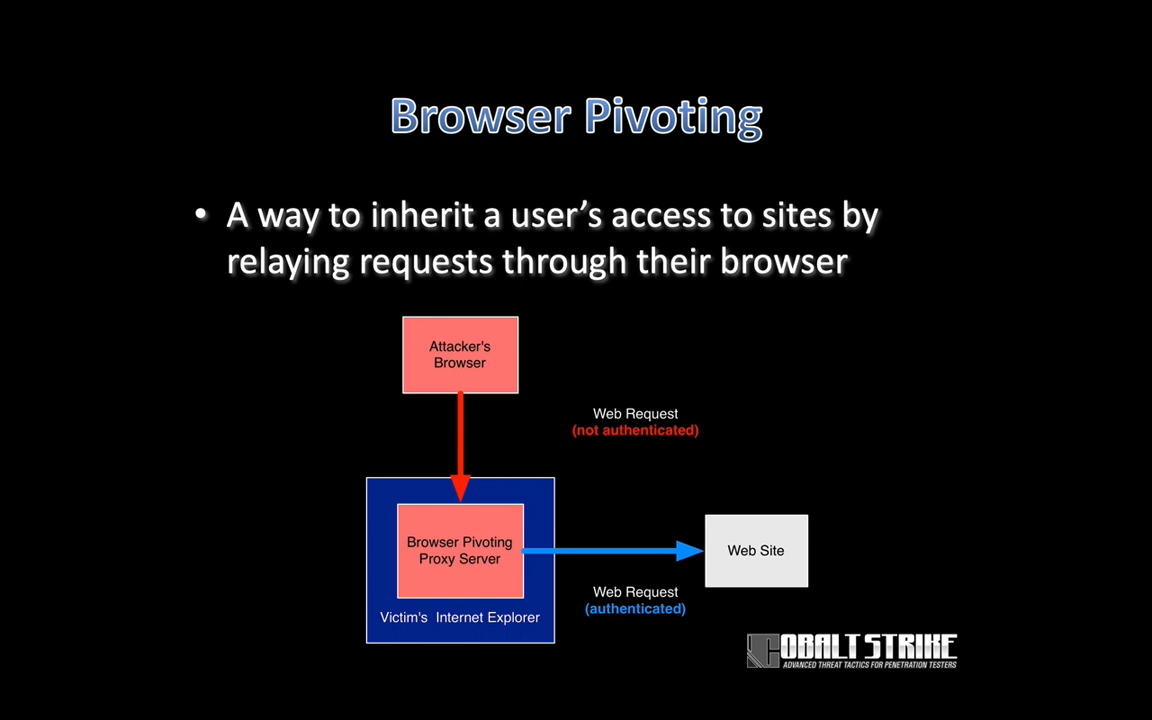 Browser Pivoting
• A way to inherit a user’s access to sites by
relaying requests through their browser
Attacker's
Browser
Web Request
(not authenticated)
Browser Pivoting
Proxy Server
Victim's Internet Explorer
Web Site
Web Request
(authenticated)
COBALT STRIKE
ADVANCED THREAT TACTICS FOR PENETRATION TESTERS